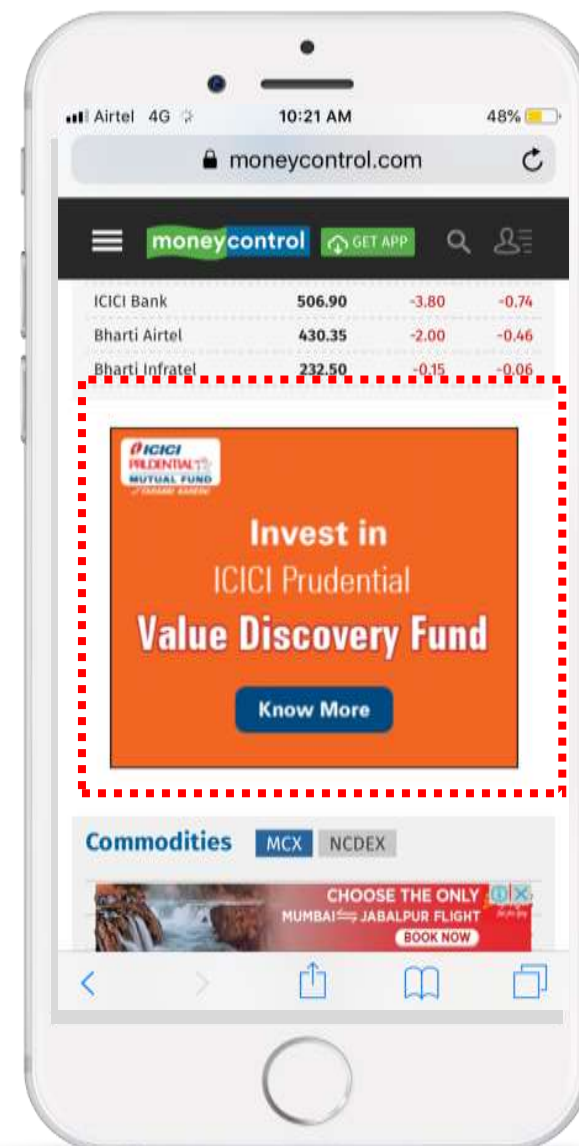 Airtel 4G 10:21 AM 48%
moneycontrol.com
moneycontrol GET APP
ICICI Bank 506.90 -3.80 -0.74
Bharti Airtel 430.35 -2.00 -0.46
Bharti Infratel 232.50 -0.15 -0.06
ICICI
PRUDENTIAL
MUTUAL FUND
Invest in
ICICI Prudential
Value Discovery Fund
Know More
Commodities MCX NCDEX
CHOOSE THE ONLY
MUMBAI JABALPUR FLIGHT
BOOK NOW